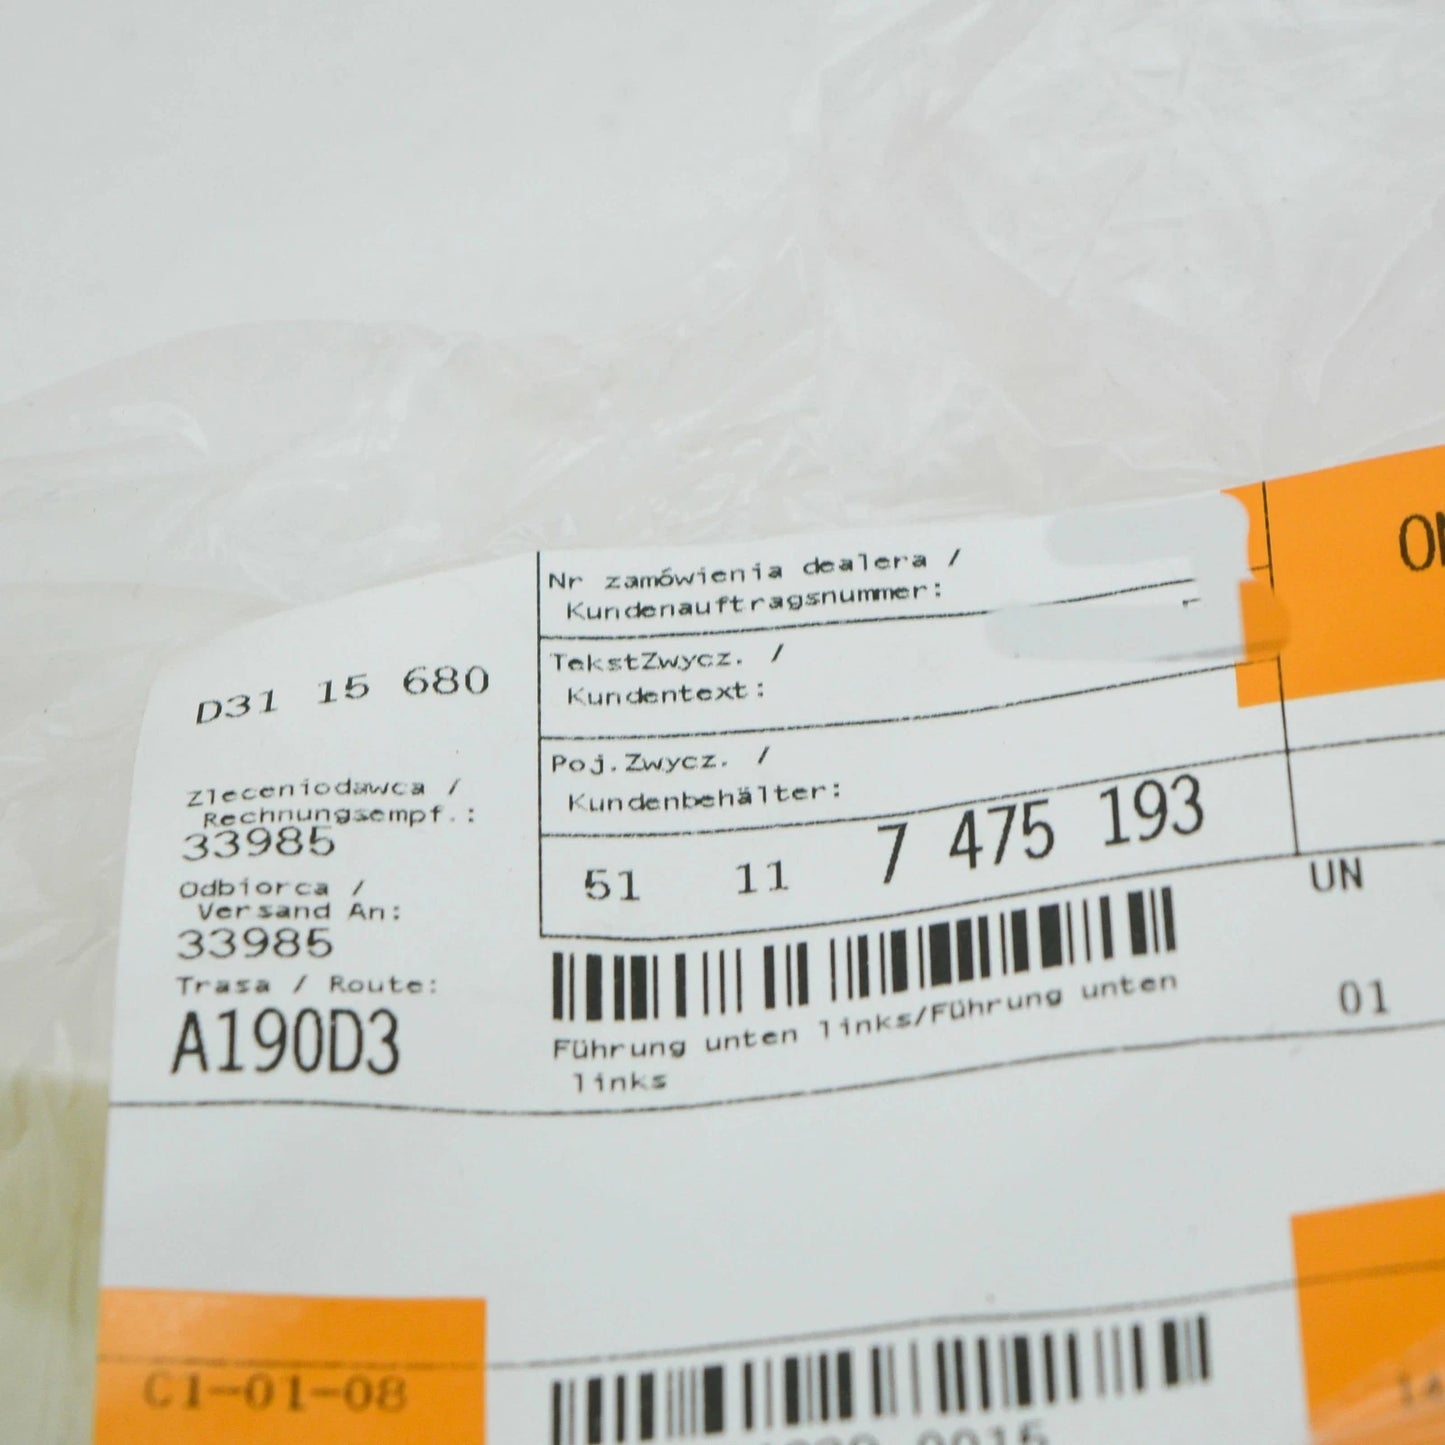 D31 15 680
Zleceniodawca /
Rechnungsempf.:
33985
Odbiorca /
Versand An:
33985
Trasa / Route:
A190D3
Nr zamówienia dealera /
Kundenauftragsnummer:
TekstZwycz. /
Kundentext:
Poj.Zwycz. /
Kundenbehälter:
51 11 7 475 193
Führung unten links/Führung unten
links
UN
01
C1-01-08